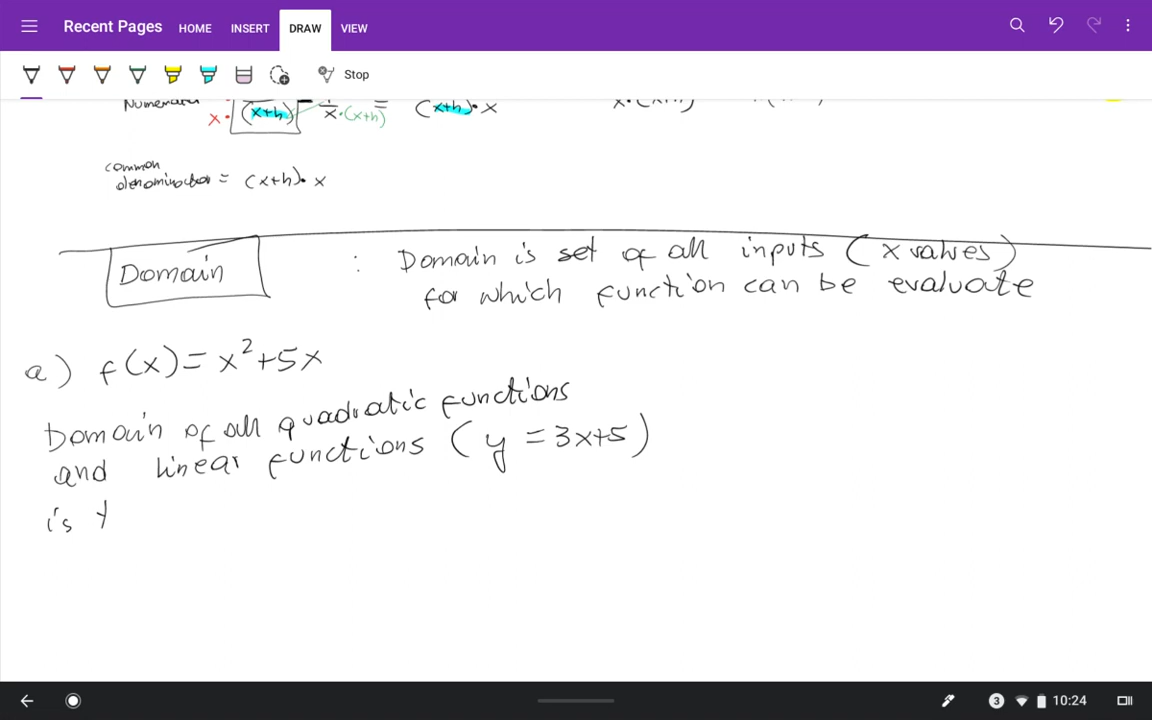 Recent Pages HOME INSERT DRAW VIEW
Stop
Numerator x· (x+h) x ·(x+h) = (x+h)· x
common
denominator = (x+h)· x
Domain : Domain is set of all inputs (x values)
for which function can be evaluate
a) f(x) = x²+5x
Domain of all quadratic functions
and linear functions (y = 3x+5)
is
3 10:24